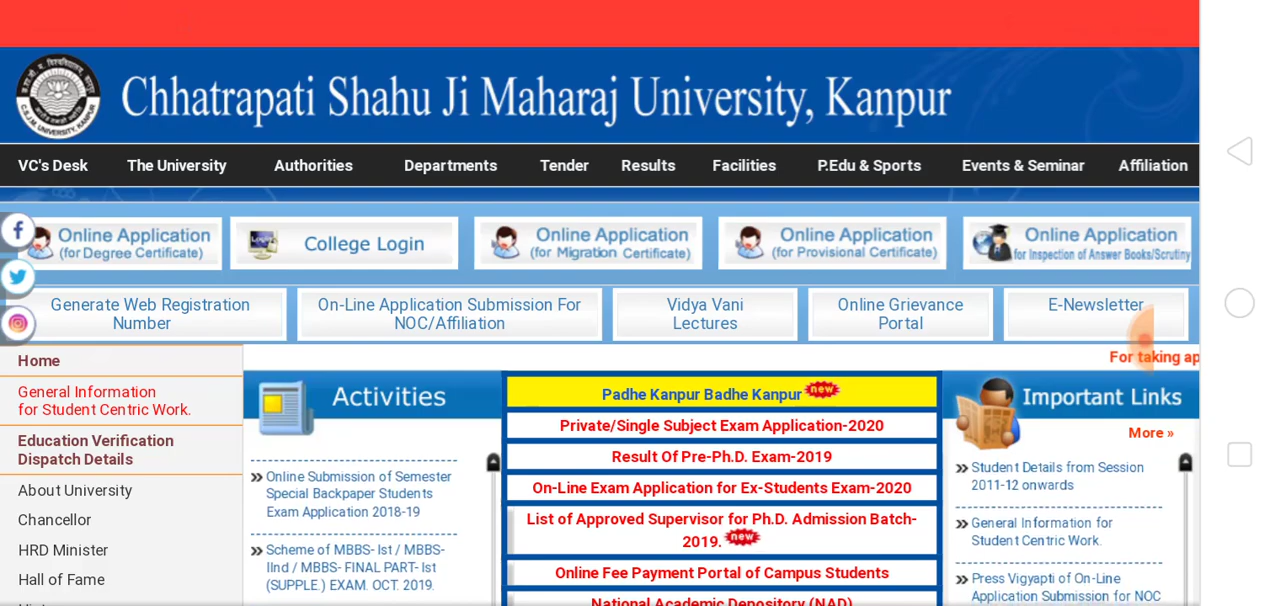 Chhatrapati Shahu Ji Maharaj University, Kanpur
VC's Desk The University Authorities Departments Tender Results Facilities P.Edu & Sports Events & Seminar Affiliation
Online Application
(for Degree Certificate)
College Login
Online Application
(for Migration Certificate)
Online Application
(for Provisional Certificate)
Online Application
for Inspection of Answer Books/Scrutiny
Generate Web Registration
Number
On-Line Application Submission For
NOC/Affiliation
Vidya Vani
Lectures
Online Grievance
Portal
E-Newsletter
For taking ap
Home
General Information
for Student Centric Work.
Education Verification
Dispatch Details
About University
Chancellor
HRD Minister
Hall of Fame
Activities
Online Submission of Semester
Special Backpaper Students
Exam Application 2018-19
Scheme of MBBS- Ist / MBBS-
IInd / MBBS- FINAL PART- Ist
(SUPPLE.) EXAM. OCT. 2019.
Padhe Kanpur Badhe Kanpur new
Private/Single Subject Exam Application-2020
Result Of Pre-Ph.D. Exam-2019
On-Line Exam Application for Ex-Students Exam-2020
List of Approved Supervisor for Ph.D. Admission Batch-
2019. new
Online Fee Payment Portal of Campus Students
National Academic Depository (NAD)
Important Links
More »
Student Details from Session
2011-12 onwards
General Information for
Student Centric Work.
Press Vigyapti of On-Line
Application Submission for NOC